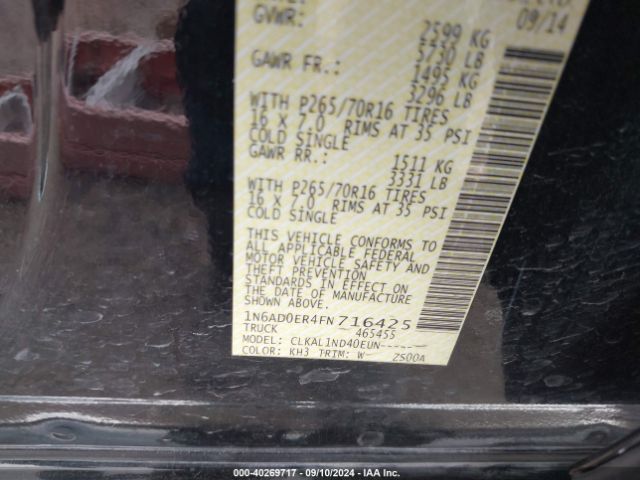 09/14
GVWR: 2599 KG
5730 LB
GAWR FR.: 1495 KG
3296 LB
WITH P265/70R16 TIRES
16 X 7.0 RIMS AT 35 PSI
COLD SINGLE
GAWR RR.: 1511 KG
3331 LB
WITH P265/70R16 TIRES
16 X 7.0 RIMS AT 35 PSI
COLD SINGLE
THIS VEHICLE CONFORMS TO
ALL APPLICABLE FEDERAL
MOTOR VEHICLE SAFETY AND
THEFT PREVENTION
STANDARDS IN EFFECT ON
THE DATE OF MANUFACTURE
SHOWN ABOVE.
1N6AD0ER4FN716425
TRUCK 465455
MODEL: CLKAL1ND40EUN-----
COLOR: KH3 TRIM: W- 2500A
000-40269717 - 09/10/2024 - IAA Inc.